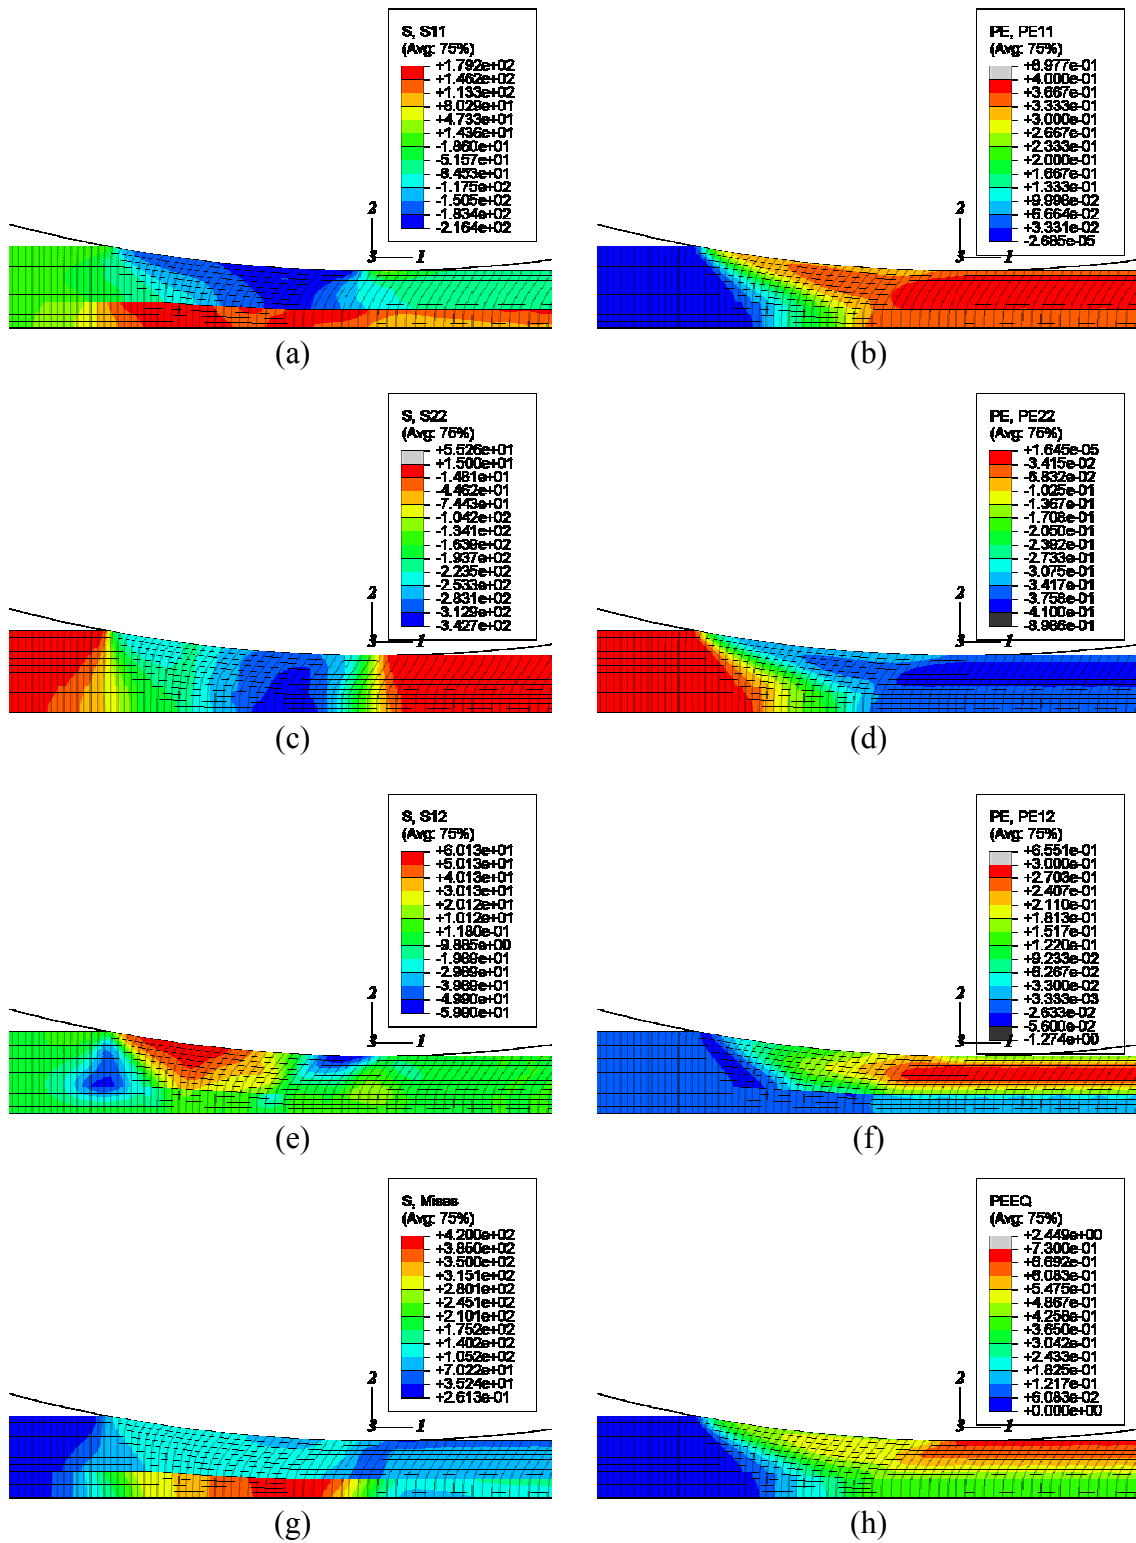 S, S11
(Avg: 75%)
+1.792e+02
+1.462e+02
+1.133e+02
+8.029e+01
+4.733e+01
+1.436e+01
-1.860e+01
-5.157e+01
-8.453e+01
-1.175e+02
-1.505e+02
-1.834e+02
-2.164e+02
2
3
1
(a)
PE, PE11
(Avg: 75%)
+6.977e-01
+4.000e-01
+3.667e-01
+3.333e-01
+3.000e-01
+2.667e-01
+2.333e-01
+2.000e-01
+1.667e-01
+1.333e-01
+9.998e-02
+6.664e-02
+3.331e-02
-2.685e-05
2
3
1
(b)
S, S22
(Avg: 75%)
+5.526e+01
+1.500e+01
-1.481e+01
-4.462e+01
-7.443e+01
-1.042e+02
-1.341e+02
-1.639e+02
-1.937e+02
-2.235e+02
-2.533e+02
-2.831e+02
-3.129e+02
-3.427e+02
2
3
1
(c)
PE, PE22
(Avg: 75%)
+1.645e-05
-3.415e-02
-6.832e-02
-1.025e-01
-1.367e-01
-1.708e-01
-2.050e-01
-2.392e-01
-2.733e-01
-3.075e-01
-3.417e-01
-3.758e-01
-4.100e-01
-8.966e-01
2
3
1
(d)
S, S12
(Avg: 75%)
+6.013e+01
+5.013e+01
+4.013e+01
+3.013e+01
+2.012e+01
+1.012e+01
+1.180e-01
-9.885e+00
-1.989e+01
-2.989e+01
-3.989e+01
-4.990e+01
-5.990e+01
2
3
1
(e)
PE, PE12
(Avg: 75%)
+6.551e-01
+3.000e-01
+2.703e-01
+2.407e-01
+2.110e-01
+1.813e-01
+1.517e-01
+1.220e-01
+9.233e-02
+6.267e-02
+3.300e-02
+3.333e-03
-2.633e-02
-5.600e-02
-1.274e+00
2
3
1
(f)
S, Mises
(Avg: 75%)
+4.200e+02
+3.850e+02
+3.500e+02
+3.151e+02
+2.801e+02
+2.451e+02
+2.101e+02
+1.752e+02
+1.402e+02
+1.052e+02
+7.022e+01
+3.524e+01
+2.613e-01
2
3
1
(g)
PEEQ
(Avg: 75%)
+2.449e+00
+7.300e-01
+6.692e-01
+6.083e-01
+5.475e-01
+4.867e-01
+4.258e-01
+3.650e-01
+3.042e-01
+2.433e-01
+1.825e-01
+1.217e-01
+6.083e-02
+0.000e+00
2
3
1
(h)